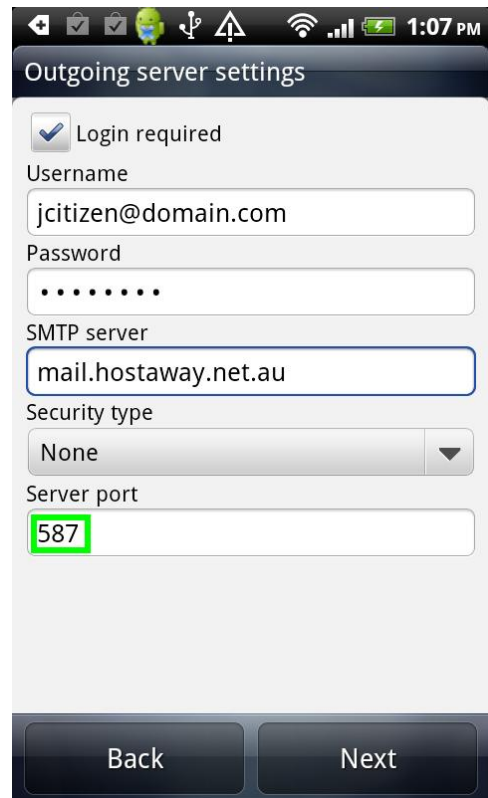 1:07 PM
Outgoing server settings
Login required
Username
jcitizen@domain.com
Password
••••••••
SMTP server
mail.hostaway.net.au
Security type
None
Server port
587
Back
Next